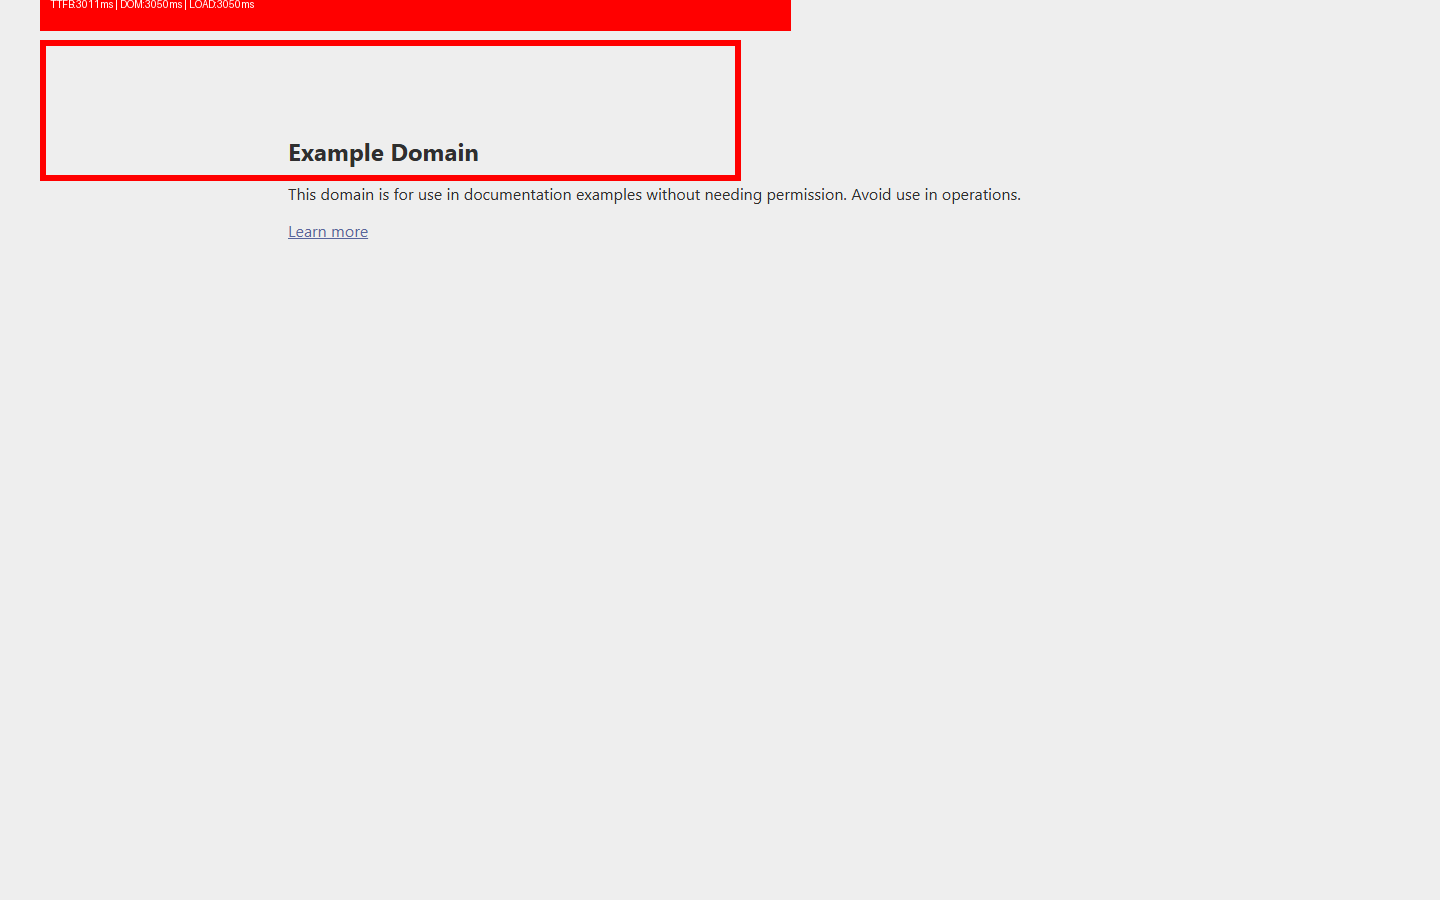 TTFB:3011ms | DOM:3050ms | LOAD:3050ms
Example Domain
This domain is for use in documentation examples without needing permission. Avoid use in operations.
Learn more